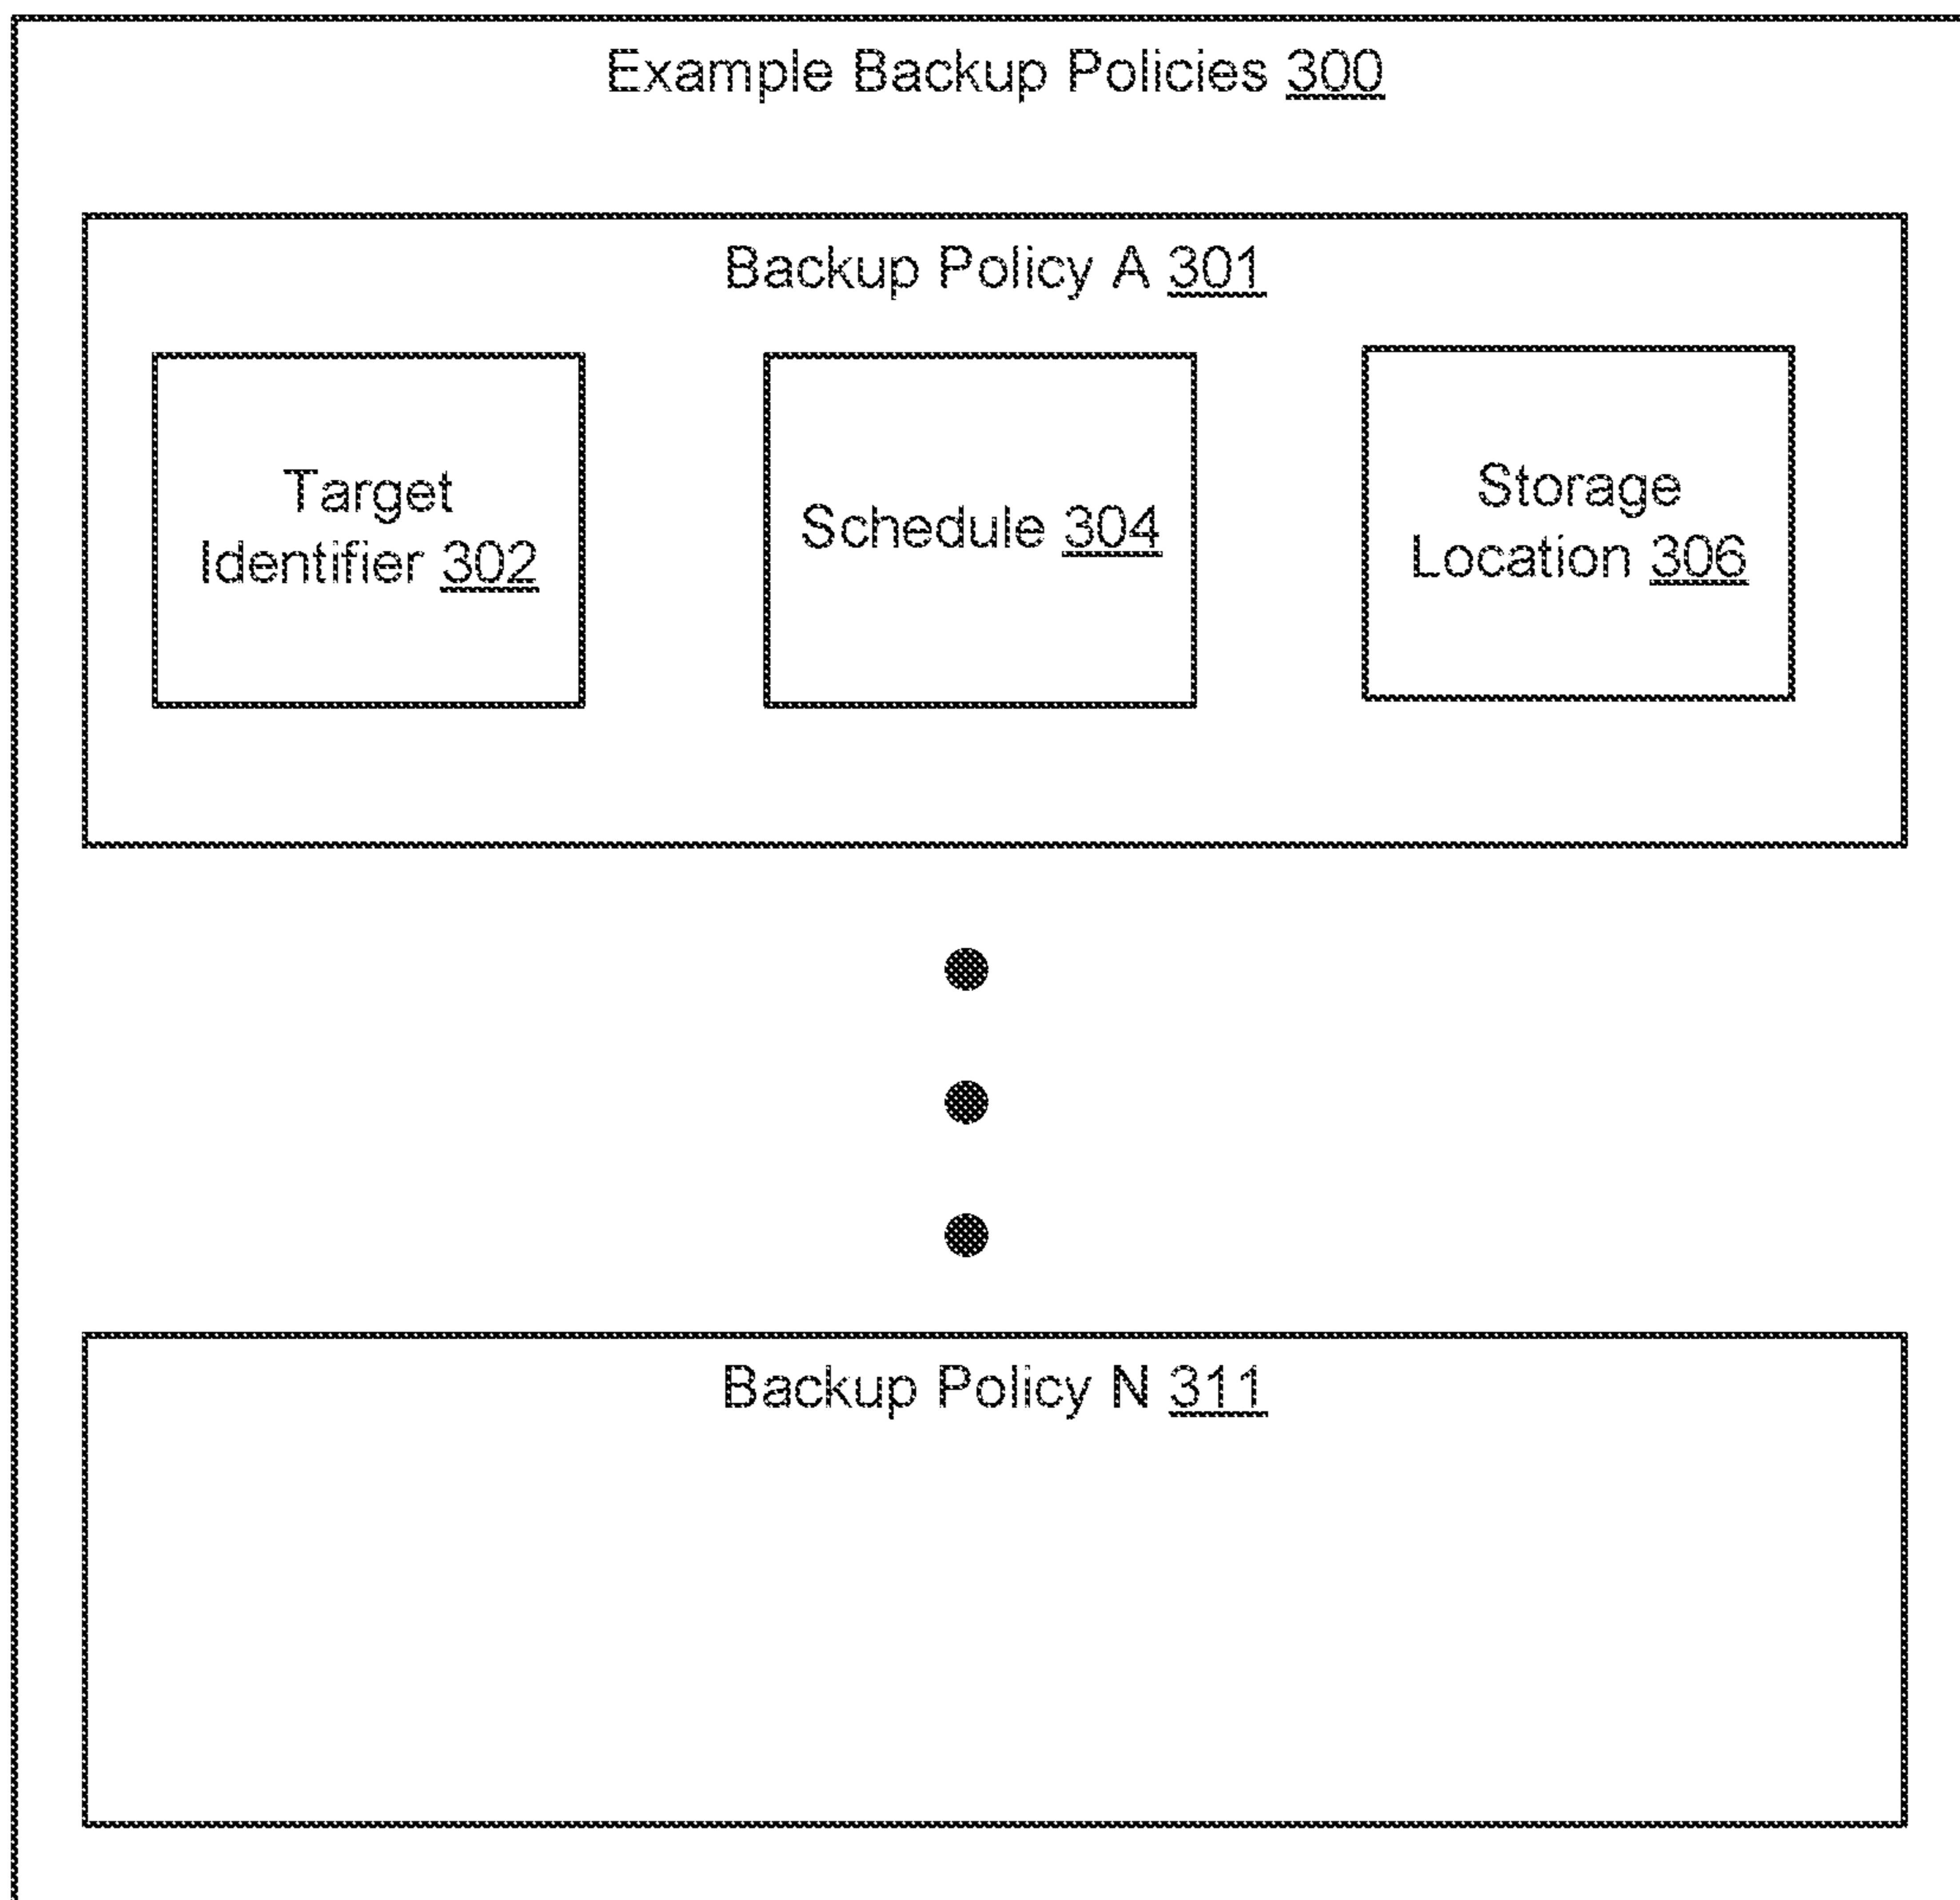 Example Backup Policies 300
Backup Policy A 301
Target
Identifier 302
Schedule 304
Storage
Location 306
Backup Policy N 311